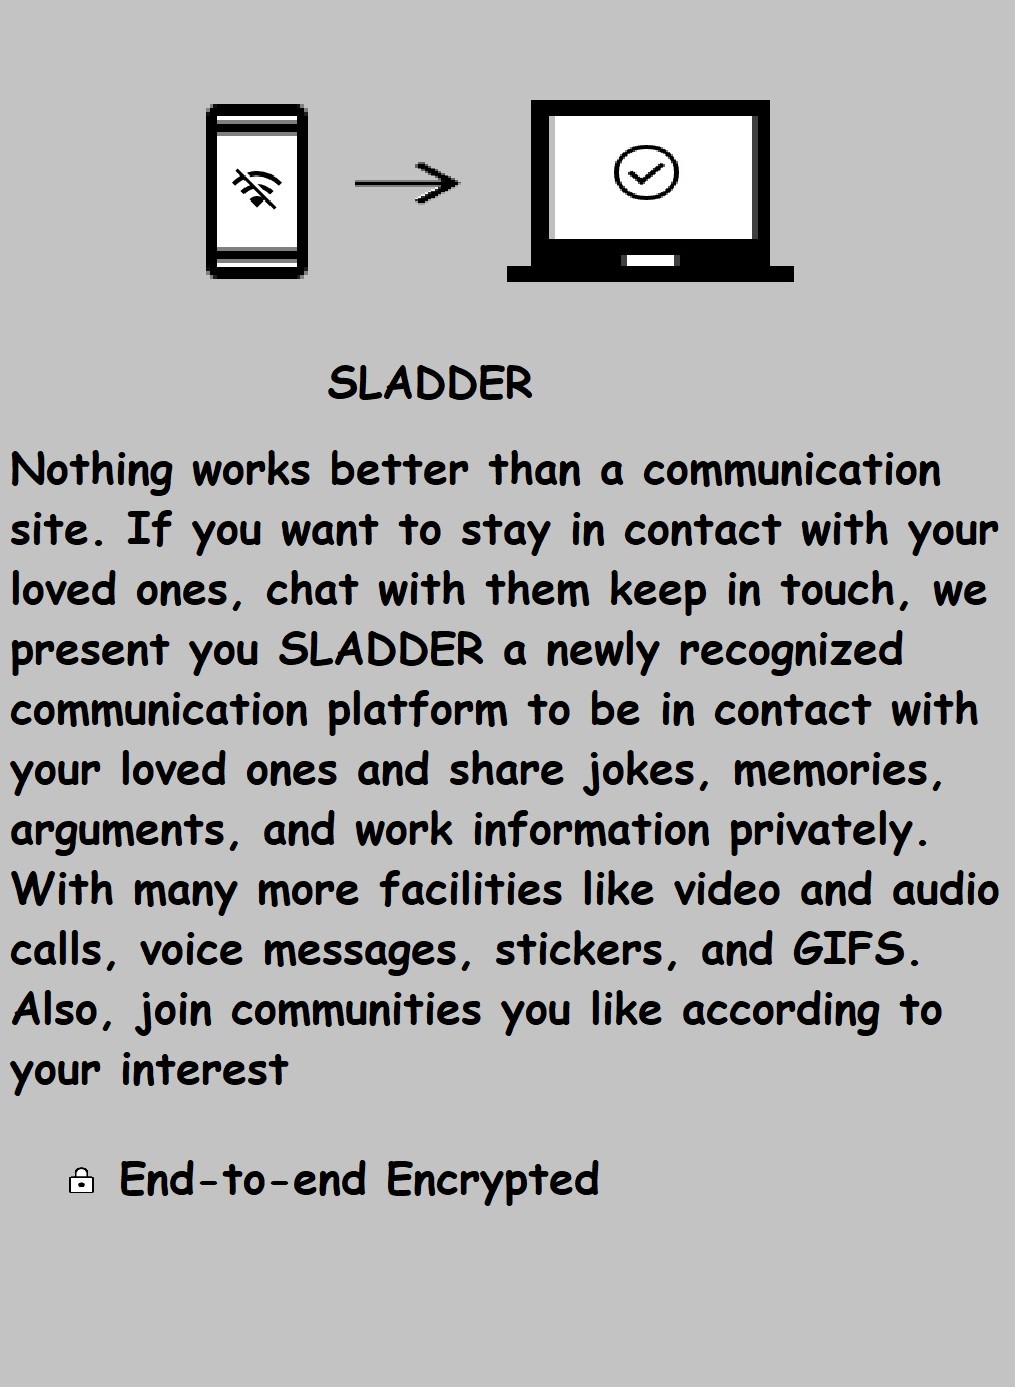 SLADDER
Nothing works better than a communication
site. If you want to stay in contact with your
loved ones, chat with them keep in touch, we
present you SLADDER a newly recognized
communication platform to be in contact with
your loved ones and share jokes, memories,
arguments, and work information privately.
With many more facilities like video and audio
calls, voice messages, stickers, and GIFS.
Also, join communities you like according to
your interest
End-to-end Encrypted